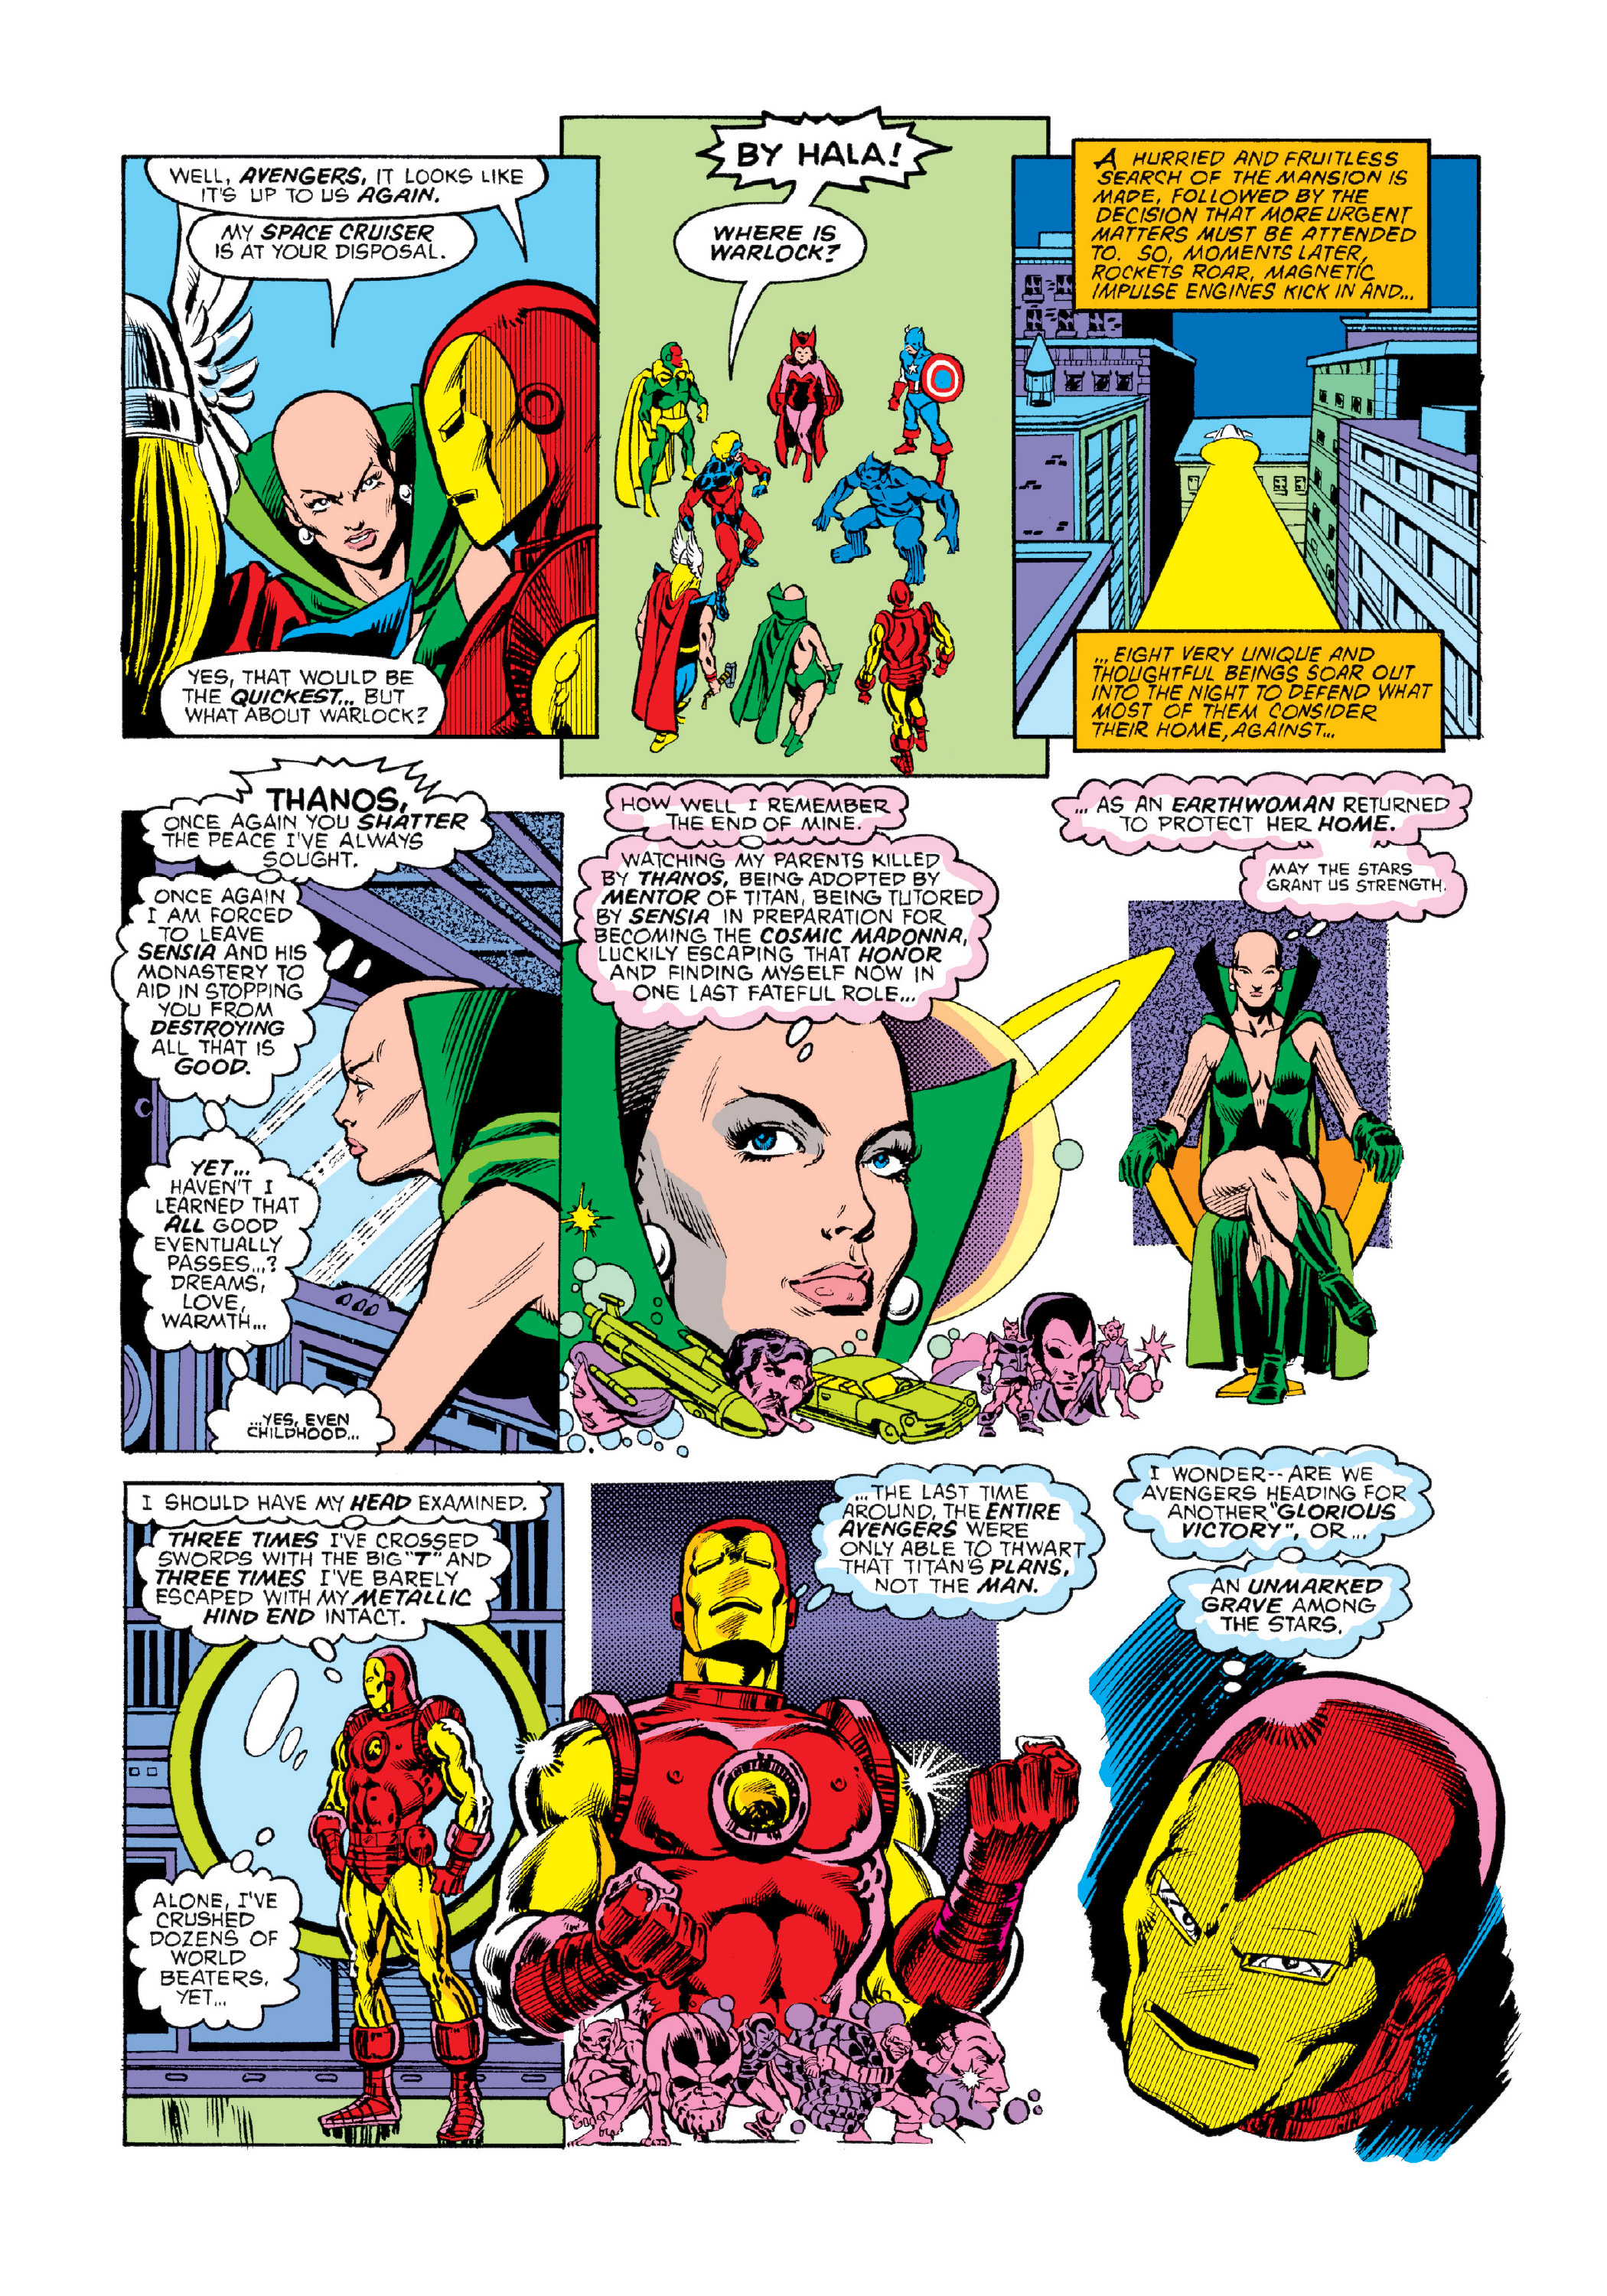 WELL, AVENGERS, IT LOOKS LIKE
IT'S UP TO US AGAIN.
MY SPACE CRUISER
IS AT YOUR DISPOSAL.
YES, THAT WOULD BE
THE QUICKEST... BUT
WHAT ABOUT WARLOCK?
BY HALA!
WHERE IS
WARLOCK?
A HURRIED AND FRUITLESS
SEARCH OF THE MANSION IS
MADE, FOLLOWED BY THE
DECISION THAT MORE URGENT
MATTERS MUST BE ATTENDED
TO. SO, MOMENTS LATER,
ROCKETS ROAR, MAGNETIC
IMPULSE ENGINES KICK IN AND...
...EIGHT VERY UNIQUE AND
THOUGHTFUL BEINGS SOAR OUT
INTO THE NIGHT TO DEFEND WHAT
MOST OF THEM CONSIDER
THEIR HOME, AGAINST...
THANOS,
ONCE AGAIN YOU SHATTER
THE PEACE I'VE ALWAYS
SOUGHT.
ONCE AGAIN
I AM FORCED
TO LEAVE
SENSIA AND HIS
MONASTERY TO
AID IN STOPPING
YOU FROM
DESTROYING
ALL THAT IS
GOOD.
YET...
HAVEN'T I
LEARNED THAT
ALL GOOD
EVENTUALLY
PASSES...?
DREAMS,
LOVE,
WARMTH...
...YES, EVEN
CHILDHOOD...
HOW WELL I REMEMBER
THE END OF MINE.
WATCHING MY PARENTS KILLED
BY THANOS, BEING ADOPTED BY
MENTOR OF TITAN, BEING TUTORED
BY SENSIA IN PREPARATION FOR
BECOMING THE COSMIC MADONNA,
LUCKILY ESCAPING THAT HONOR
AND FINDING MYSELF NOW IN
ONE LAST FATEFUL ROLE...
...AS AN EARTHWOMAN RETURNED
TO PROTECT HER HOME.
MAY THE STARS
GRANT US STRENGTH.
I SHOULD HAVE MY HEAD EXAMINED.
THREE TIMES I'VE CROSSED
SWORDS WITH THE BIG "T" AND
THREE TIMES I'VE BARELY
ESCAPED WITH MY METALLIC
HIND END INTACT.
ALONE, I'VE
CRUSHED
DOZENS OF
WORLD
BEATERS,
YET...
...THE LAST TIME
AROUND, THE ENTIRE
AVENGERS WERE
ONLY ABLE TO THWART
THAT TITAN'S PLANS,
NOT THE MAN.
I WONDER-- ARE WE
AVENGERS HEADING FOR
ANOTHER "GLORIOUS
VICTORY", OR...
AN UNMARKED
GRAVE AMONG
THE STARS.